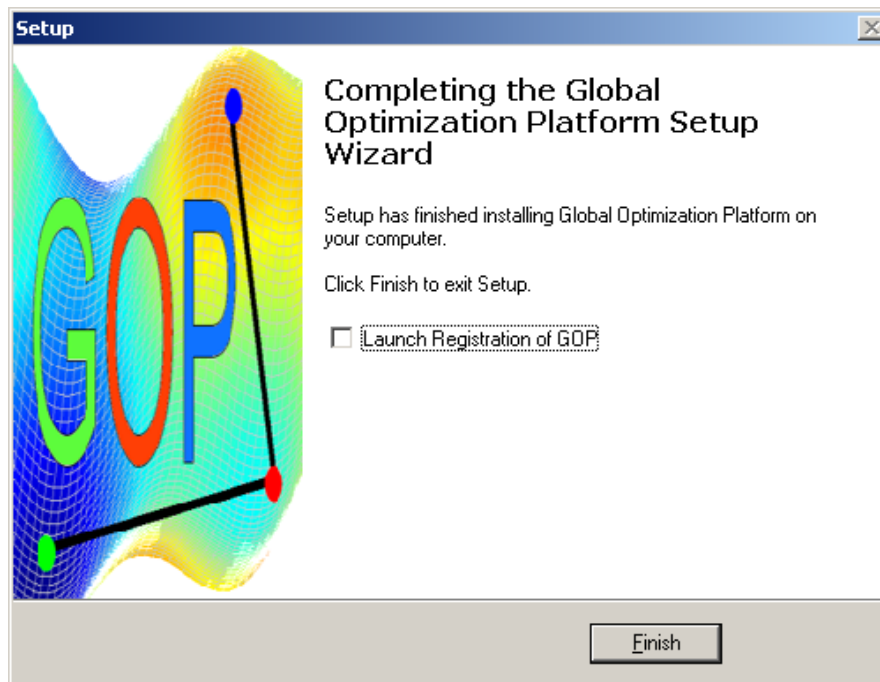 Setup
GOP
Completing the Global
Optimization Platform Setup
Wizard
Setup has finished installing Global Optimization Platform on
your computer.
Click Finish to exit Setup.
Launch Registration of GOP
Finish